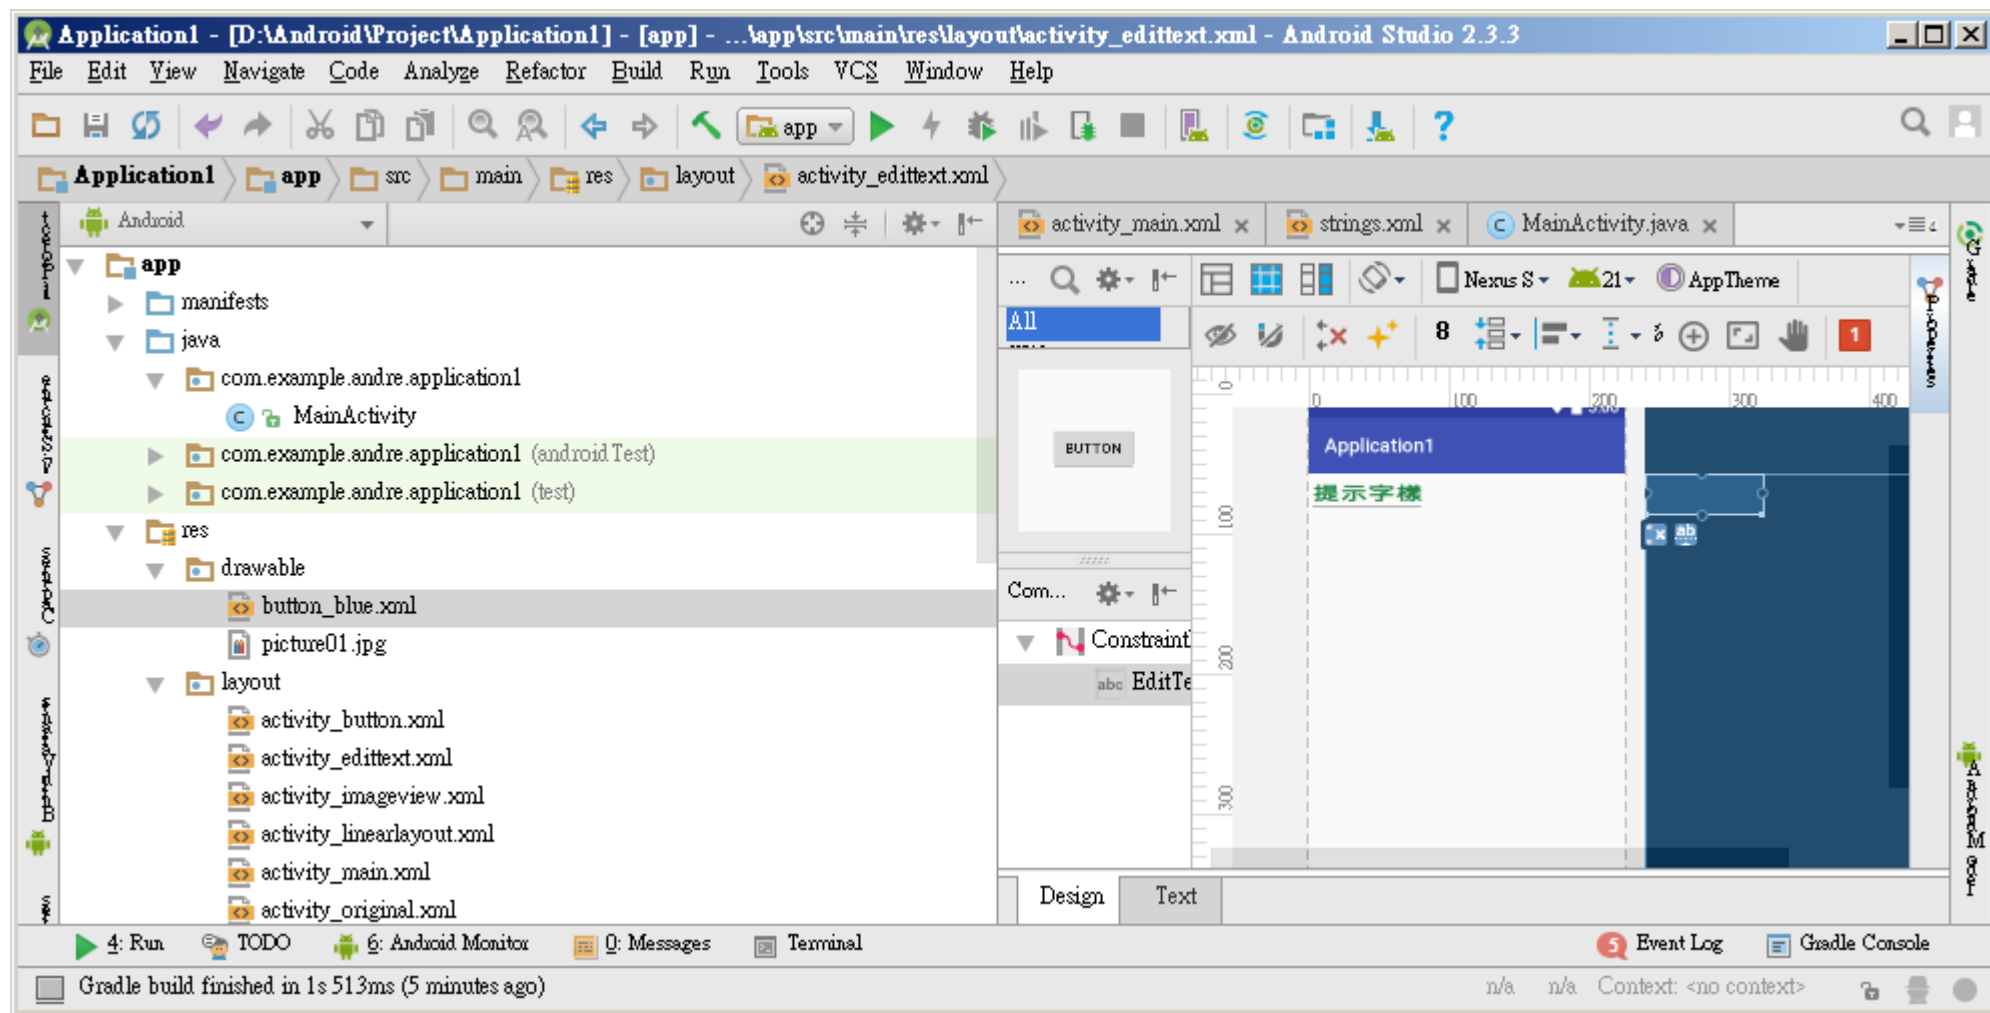 Application1 - [D:\Android\Project\Application1] - [app] - ...\app\src\main\res\layout\activity_edittext.xml - Android Studio 2.3.3
File Edit View Navigate Code Analyze Refactor Build Run Tools VCS Window Help
app
Application1 app src main res layout activity_edittext.xml
Android
activity_main.xml strings.xml MainActivity.java
app
manifests
java
com.example.andre.application1
MainActivity
com.example.andre.application1 (androidTest)
com.example.andre.application1 (test)
res
drawable
button_blue.xml
picture01.jpg
layout
activity_button.xml
activity_edittext.xml
activity_imageview.xml
activity_linearlayout.xml
activity_main.xml
activity_original.xml
... Nexus S 21 AppTheme
All
8
1
0 100 200 300 400
BUTTON
Application1
提示字樣
0
100
200
300
Com...
abc
Design Text
4: Run TODO 6: Android Monitor 0: Messages Terminal 5 Event Log Gradle Console
Gradle build finished in 1s 513ms (5 minutes ago) n/a n/a Context: <no context>